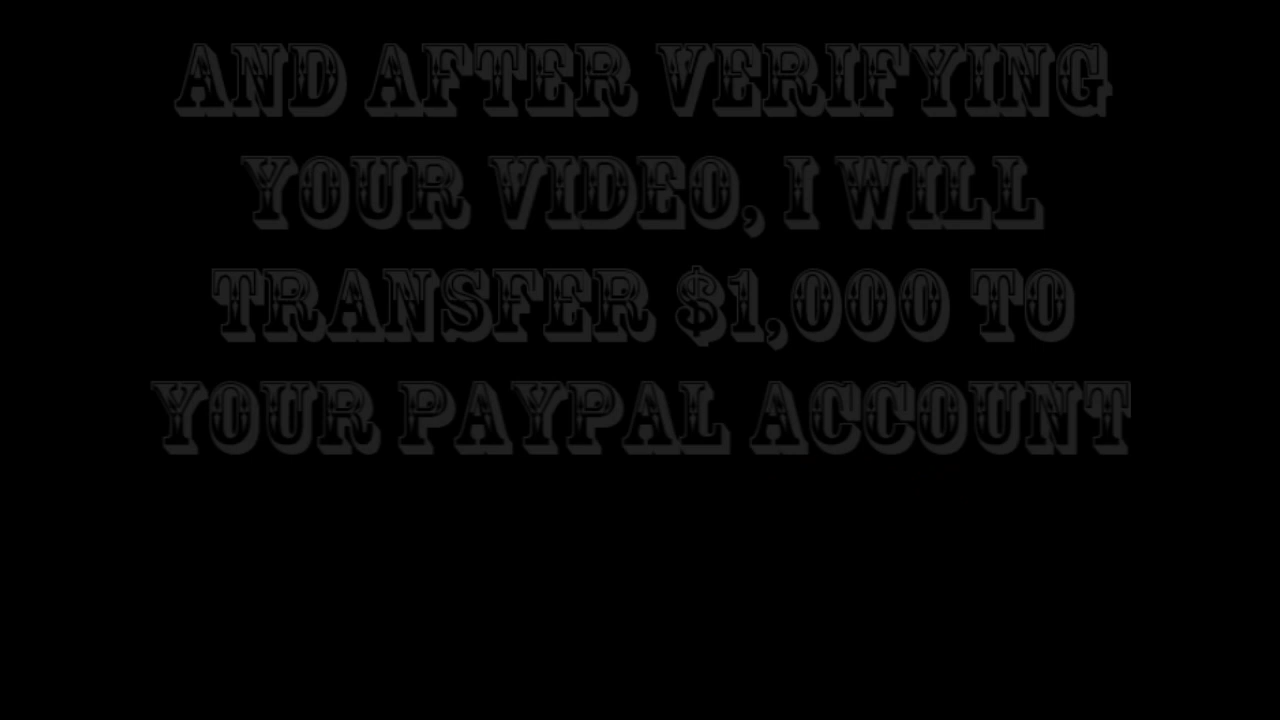 AND AFTER VERIFYING
YOUR VIDEO, I WILL
TRANSFER $1,000 TO
YOUR PAYPAL ACCOUNT